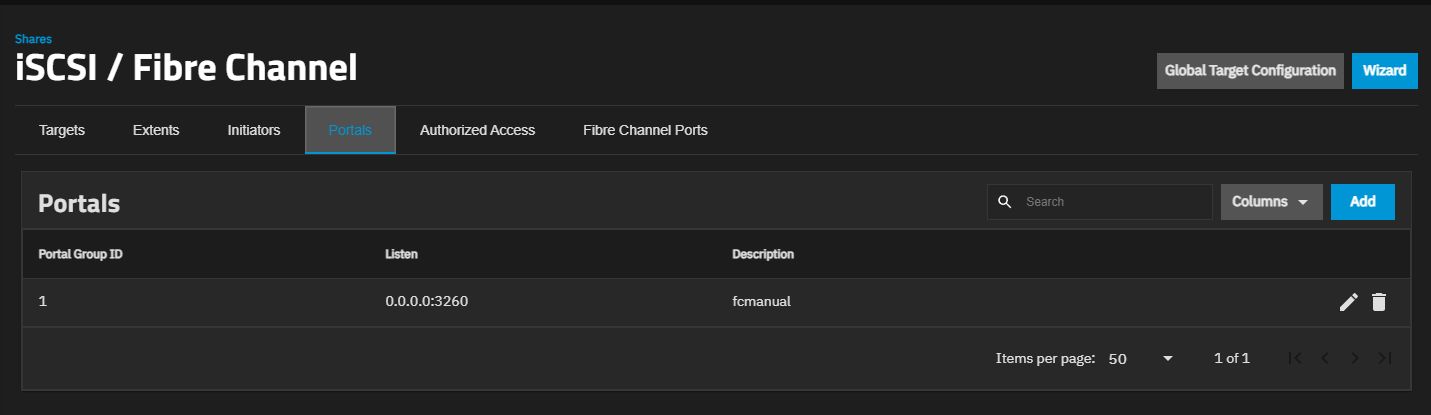 Shares
iSCSI / Fibre Channel
Global Target Configuration
Wizard
Targets Extents Initiators Portals Authorized Access Fibre Channel Ports
Portals
Search
Columns
Add
Portal Group ID Listen Description
1 0.0.0.0:3260 fcmanual
Items per page: 50 1 of 1